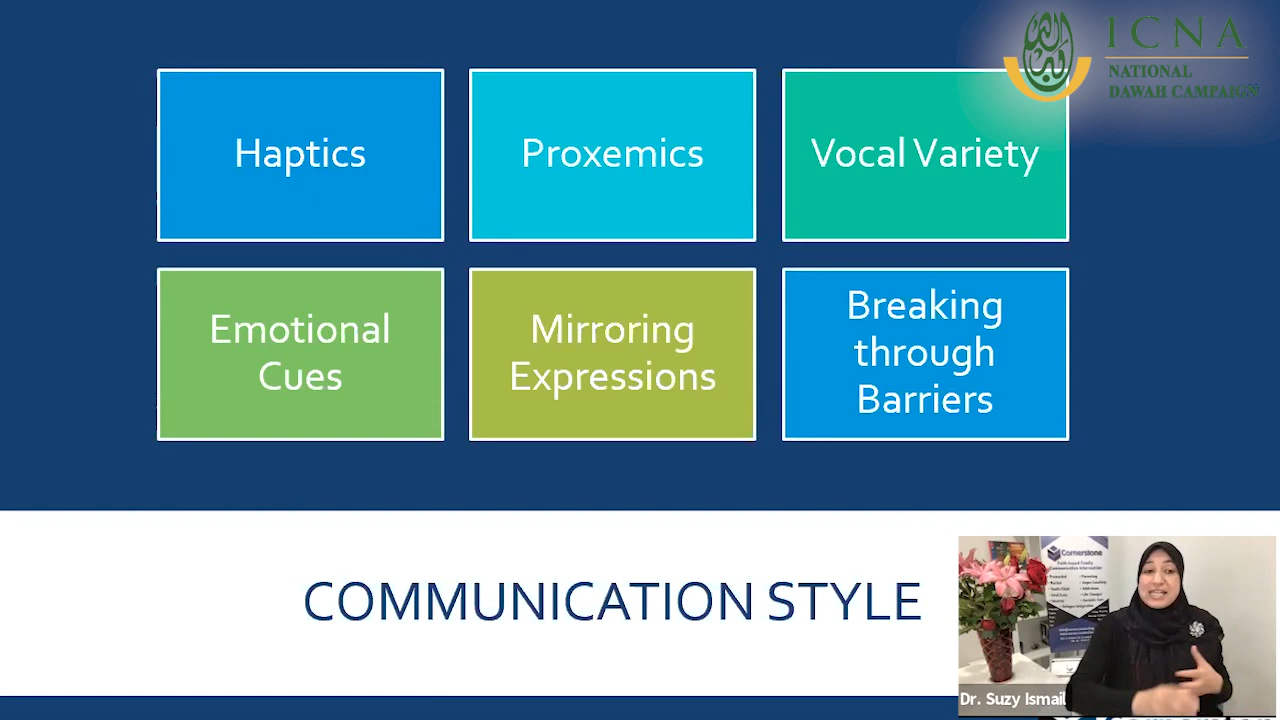 ICNA
NATIONAL
DAWAH CAMPAIGN
Haptics
Proxemics
Vocal Variety
Emotional
Cues
Mirroring
Expressions
Breaking
through
Barriers
COMMUNICATION STYLE
Cornerstone
Dr. Suzy Ismail